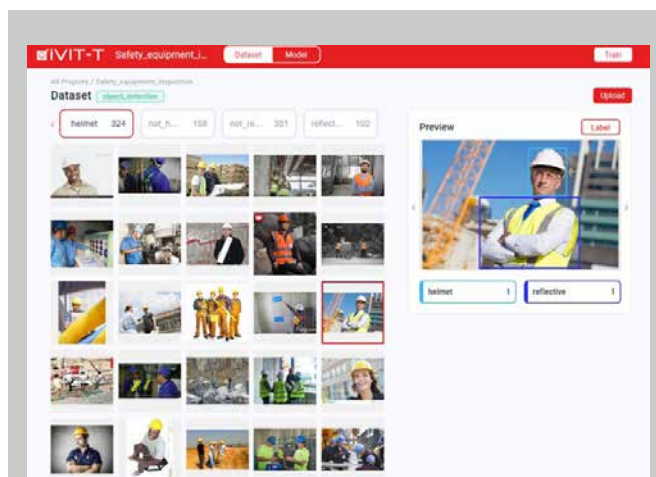 iVIT-T Safety_equipment_i... Dataset Model Train
All Projects / Safety_equipment_inspection
Dataset object_detection Upload
helmet 324 not_h... 158 not_re... 301 reflect... 102
Preview Label
helmet 1 reflective 1